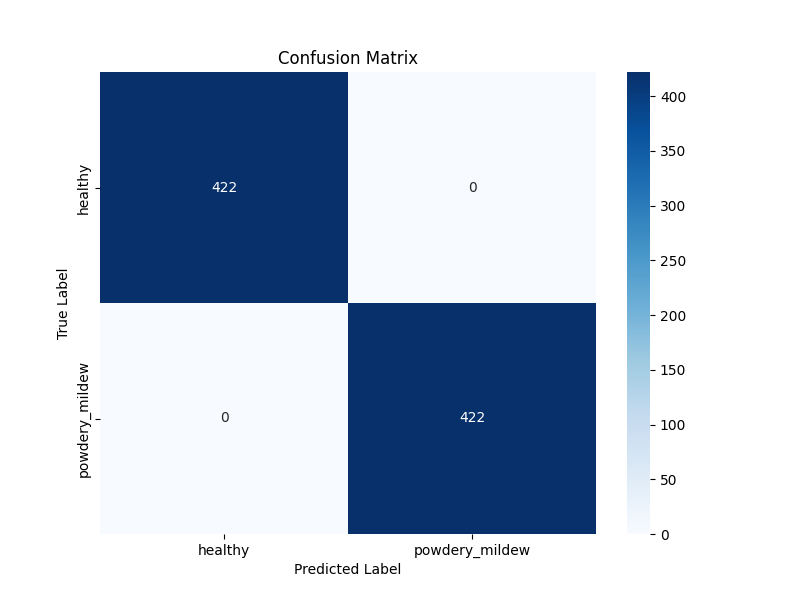 Confusion Matrix
True Label
healthy
powdery_mildew
422
0
0
422
healthy
powdery_mildew
Predicted Label
400
350
300
250
200
150
100
50
0